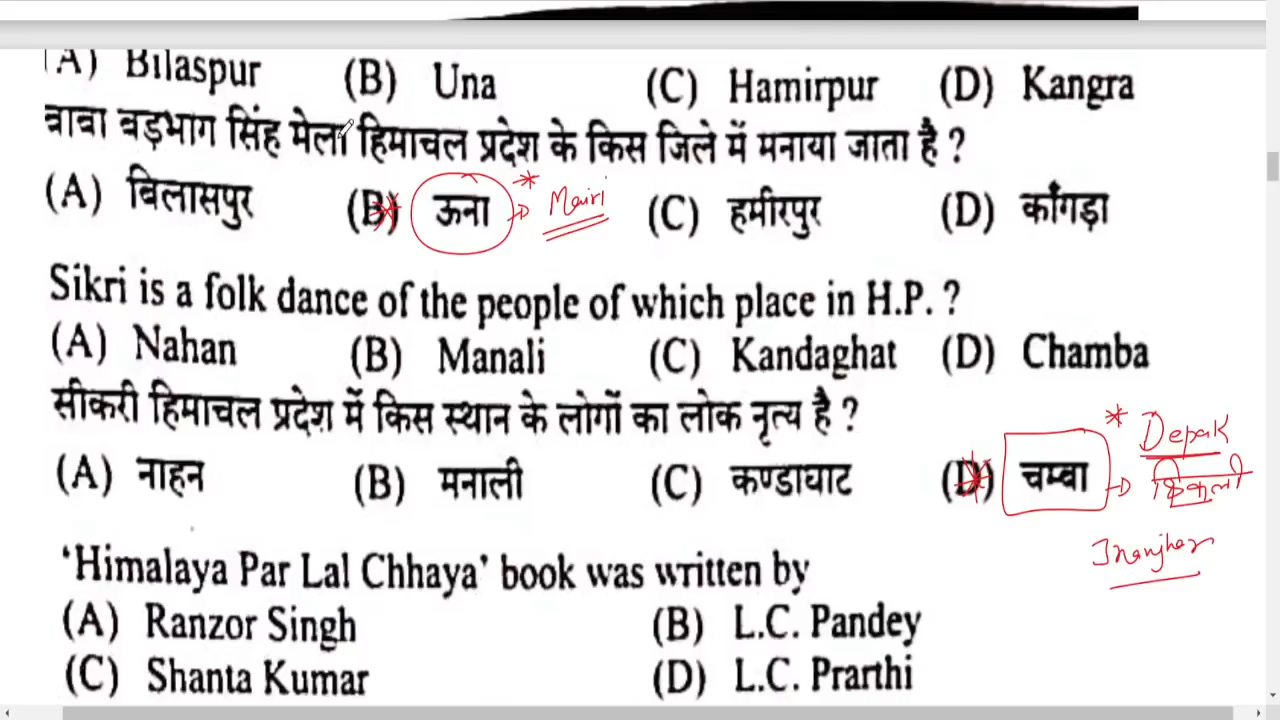 (A) Bilaspur (B) Una (C) Hamirpur (D) Kangra
बाबा बड़भाग सिंह मेला हिमाचल प्रदेश के किस जिले में मनाया जाता है ?
(A) बिलासपुर (B) ऊना → * Mairi (C) हमीरपुर (D) काँगड़ा
Sikri is a folk dance of the people of which place in H.P. ?
(A) Nahan (B) Manali (C) Kandaghat (D) Chamba
सीकरी हिमाचल प्रदेश में किस स्थान के लोगों का लोक नृत्य है ?
* Depak
(A) नाहन (B) मनाली (C) कण्डाघाट (D) चम्बा →
Jhanjhar
'Himalaya Par Lal Chhaya' book was written by
(A) Ranzor Singh (B) L.C. Pandey
(C) Shanta Kumar (D) L.C. Prarthi